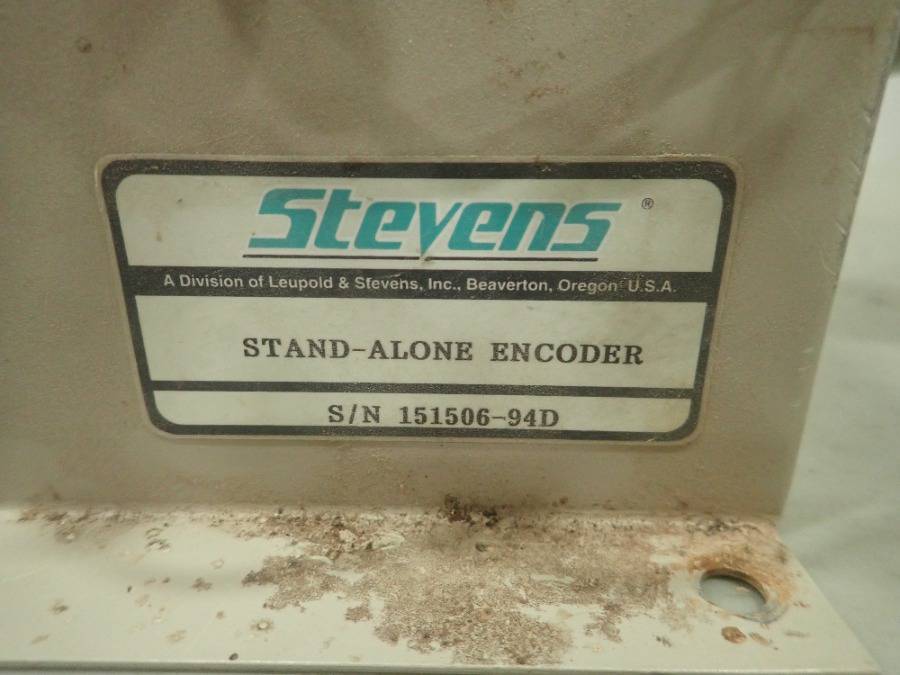 Stevens ®
A Division of Leupold & Stevens, Inc., Beaverton, Oregon U.S.A.
STAND-ALONE ENCODER
S/N 151506-94D